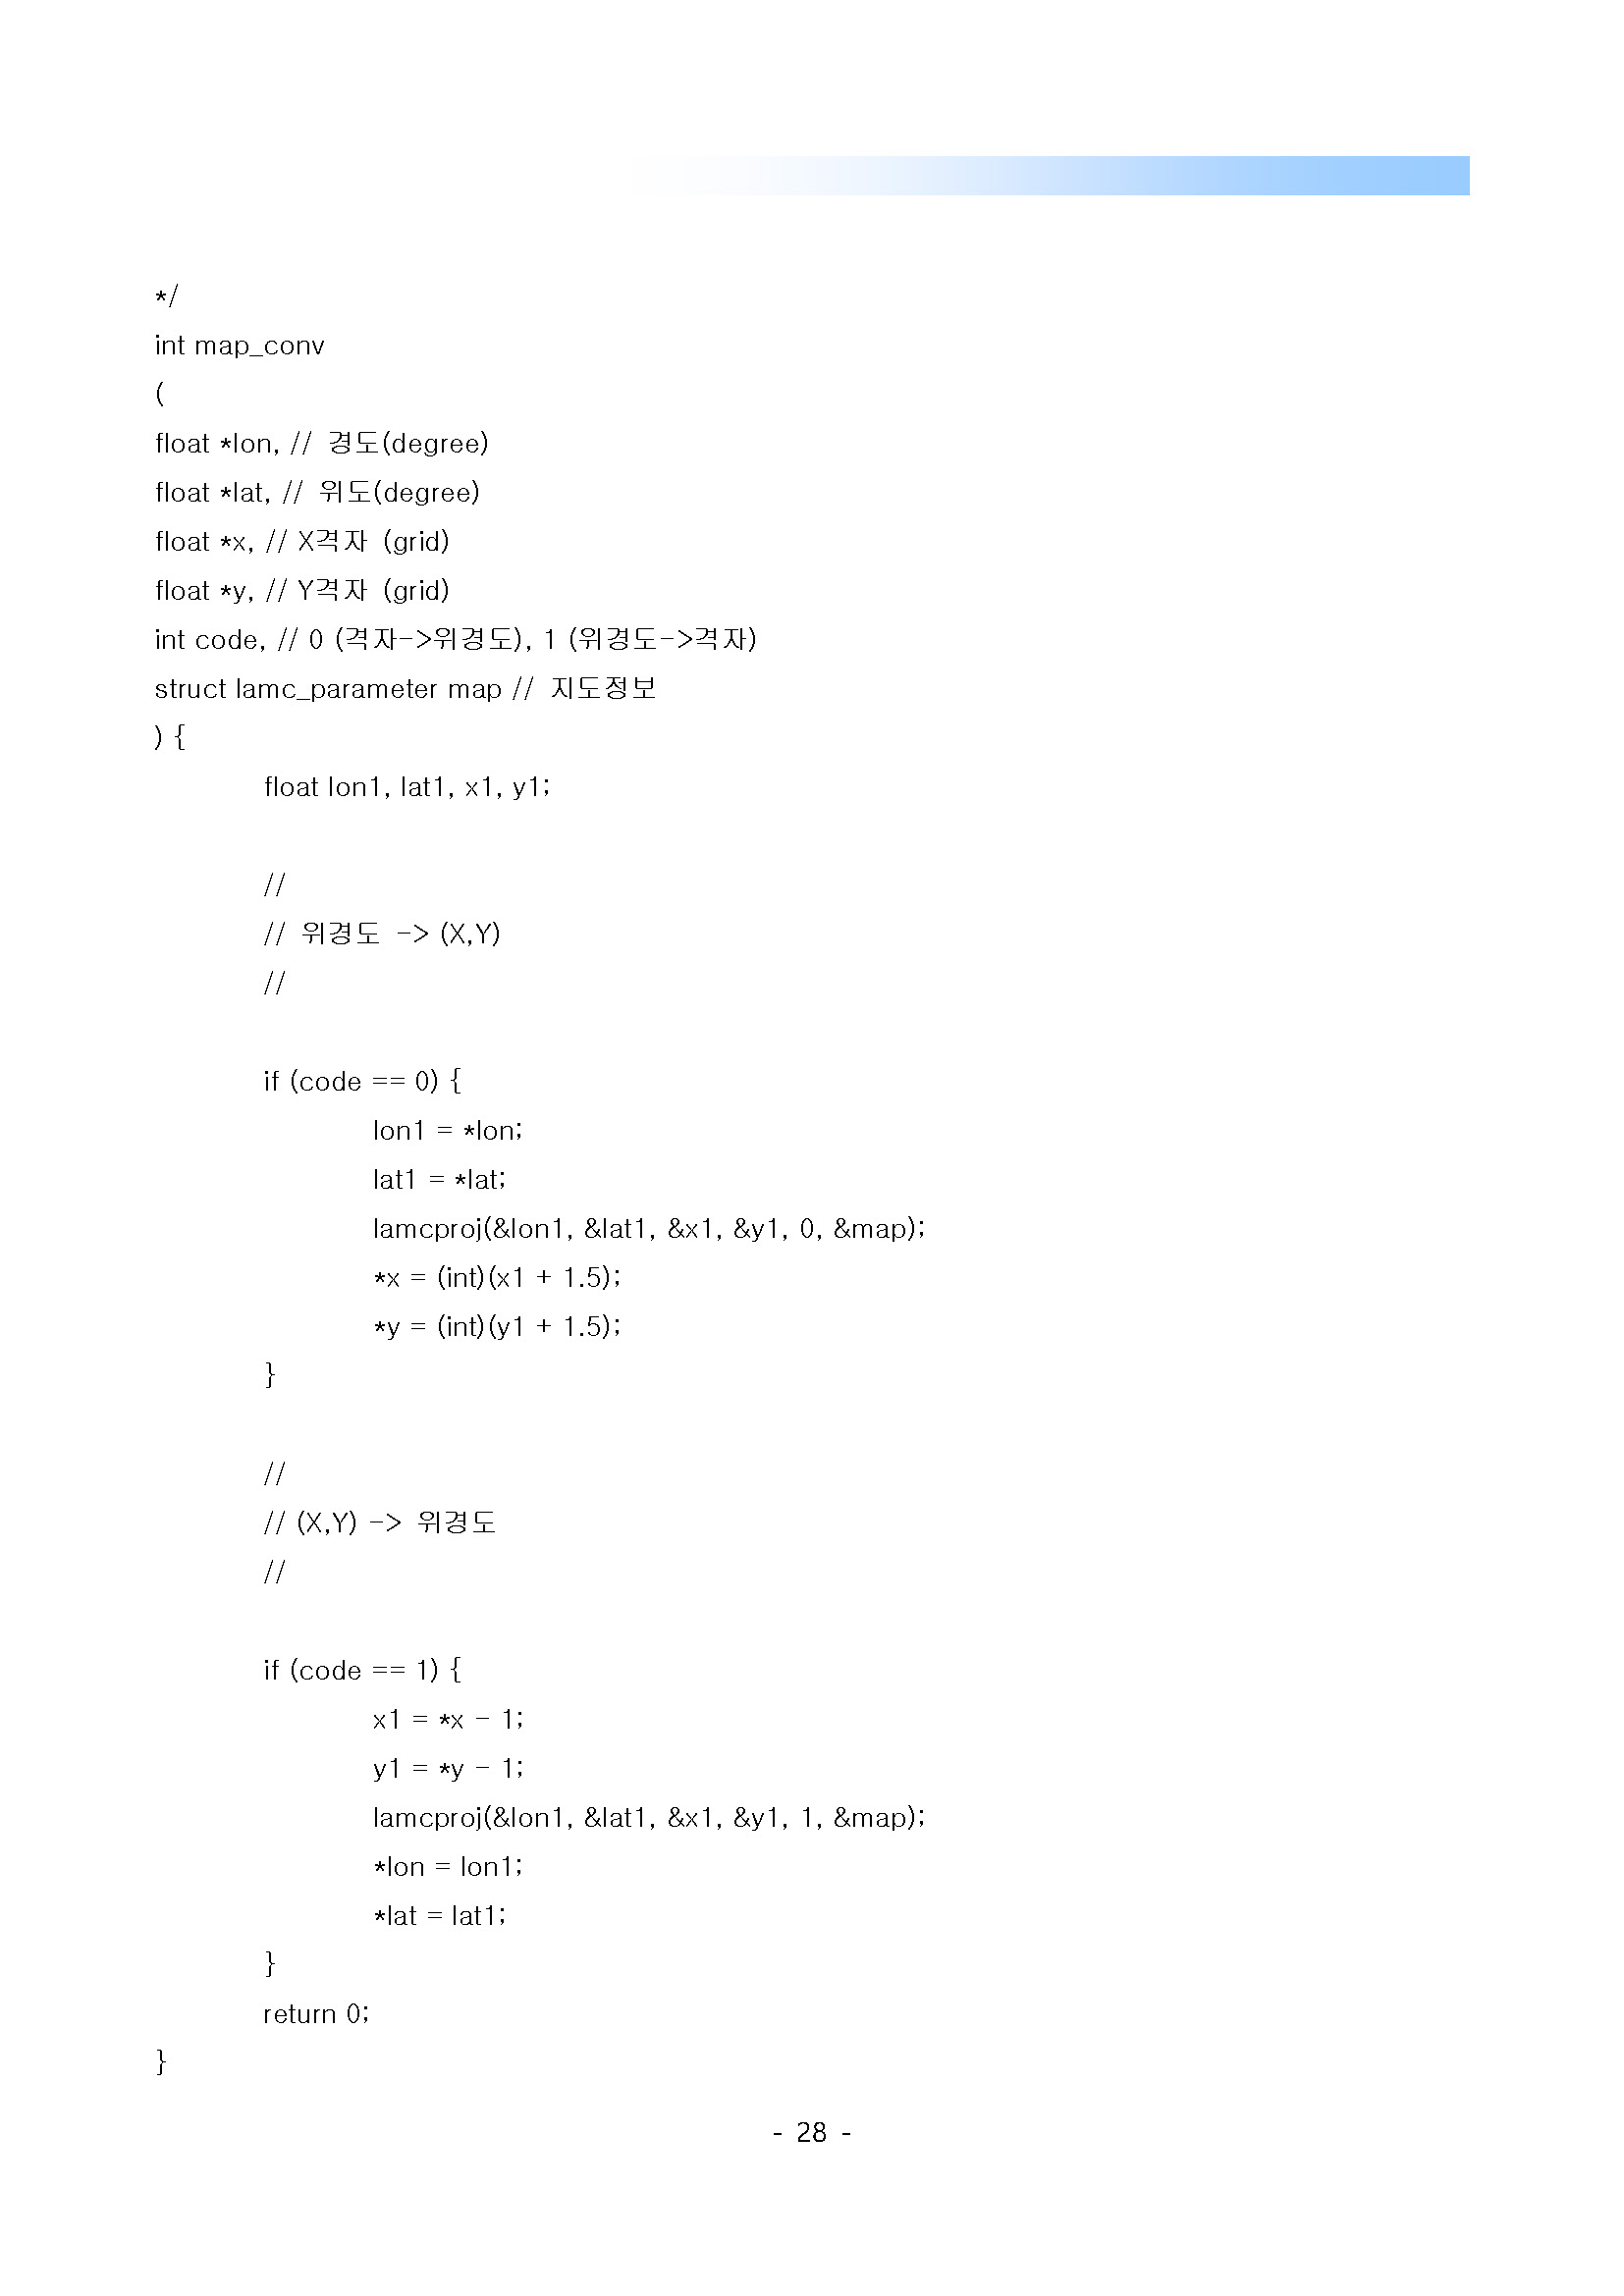 */
int map_conv
(
float *lon, // 경도(degree)
float *lat, // 위도(degree)
float *x, // X격자 (grid)
float *y, // Y격자 (grid)
int code, // 0 (격자->위경도), 1 (위경도->격자)
struct lamc_parameter map // 지도정보
) {
float lon1, lat1, x1, y1;
//
// 위경도 -> (X,Y)
//
if (code == 0) {
lon1 = *lon;
lat1 = *lat;
lamcproj(&lon1, &lat1, &x1, &y1, 0, &map);
*x = (int)(x1 + 1.5);
*y = (int)(y1 + 1.5);
}
//
// (X,Y) -> 위경도
//
if (code == 1) {
x1 = *x - 1;
y1 = *y - 1;
lamcproj(&lon1, &lat1, &x1, &y1, 1, &map);
*lon = lon1;
*lat = lat1;
}
return 0;
}
- 28 -